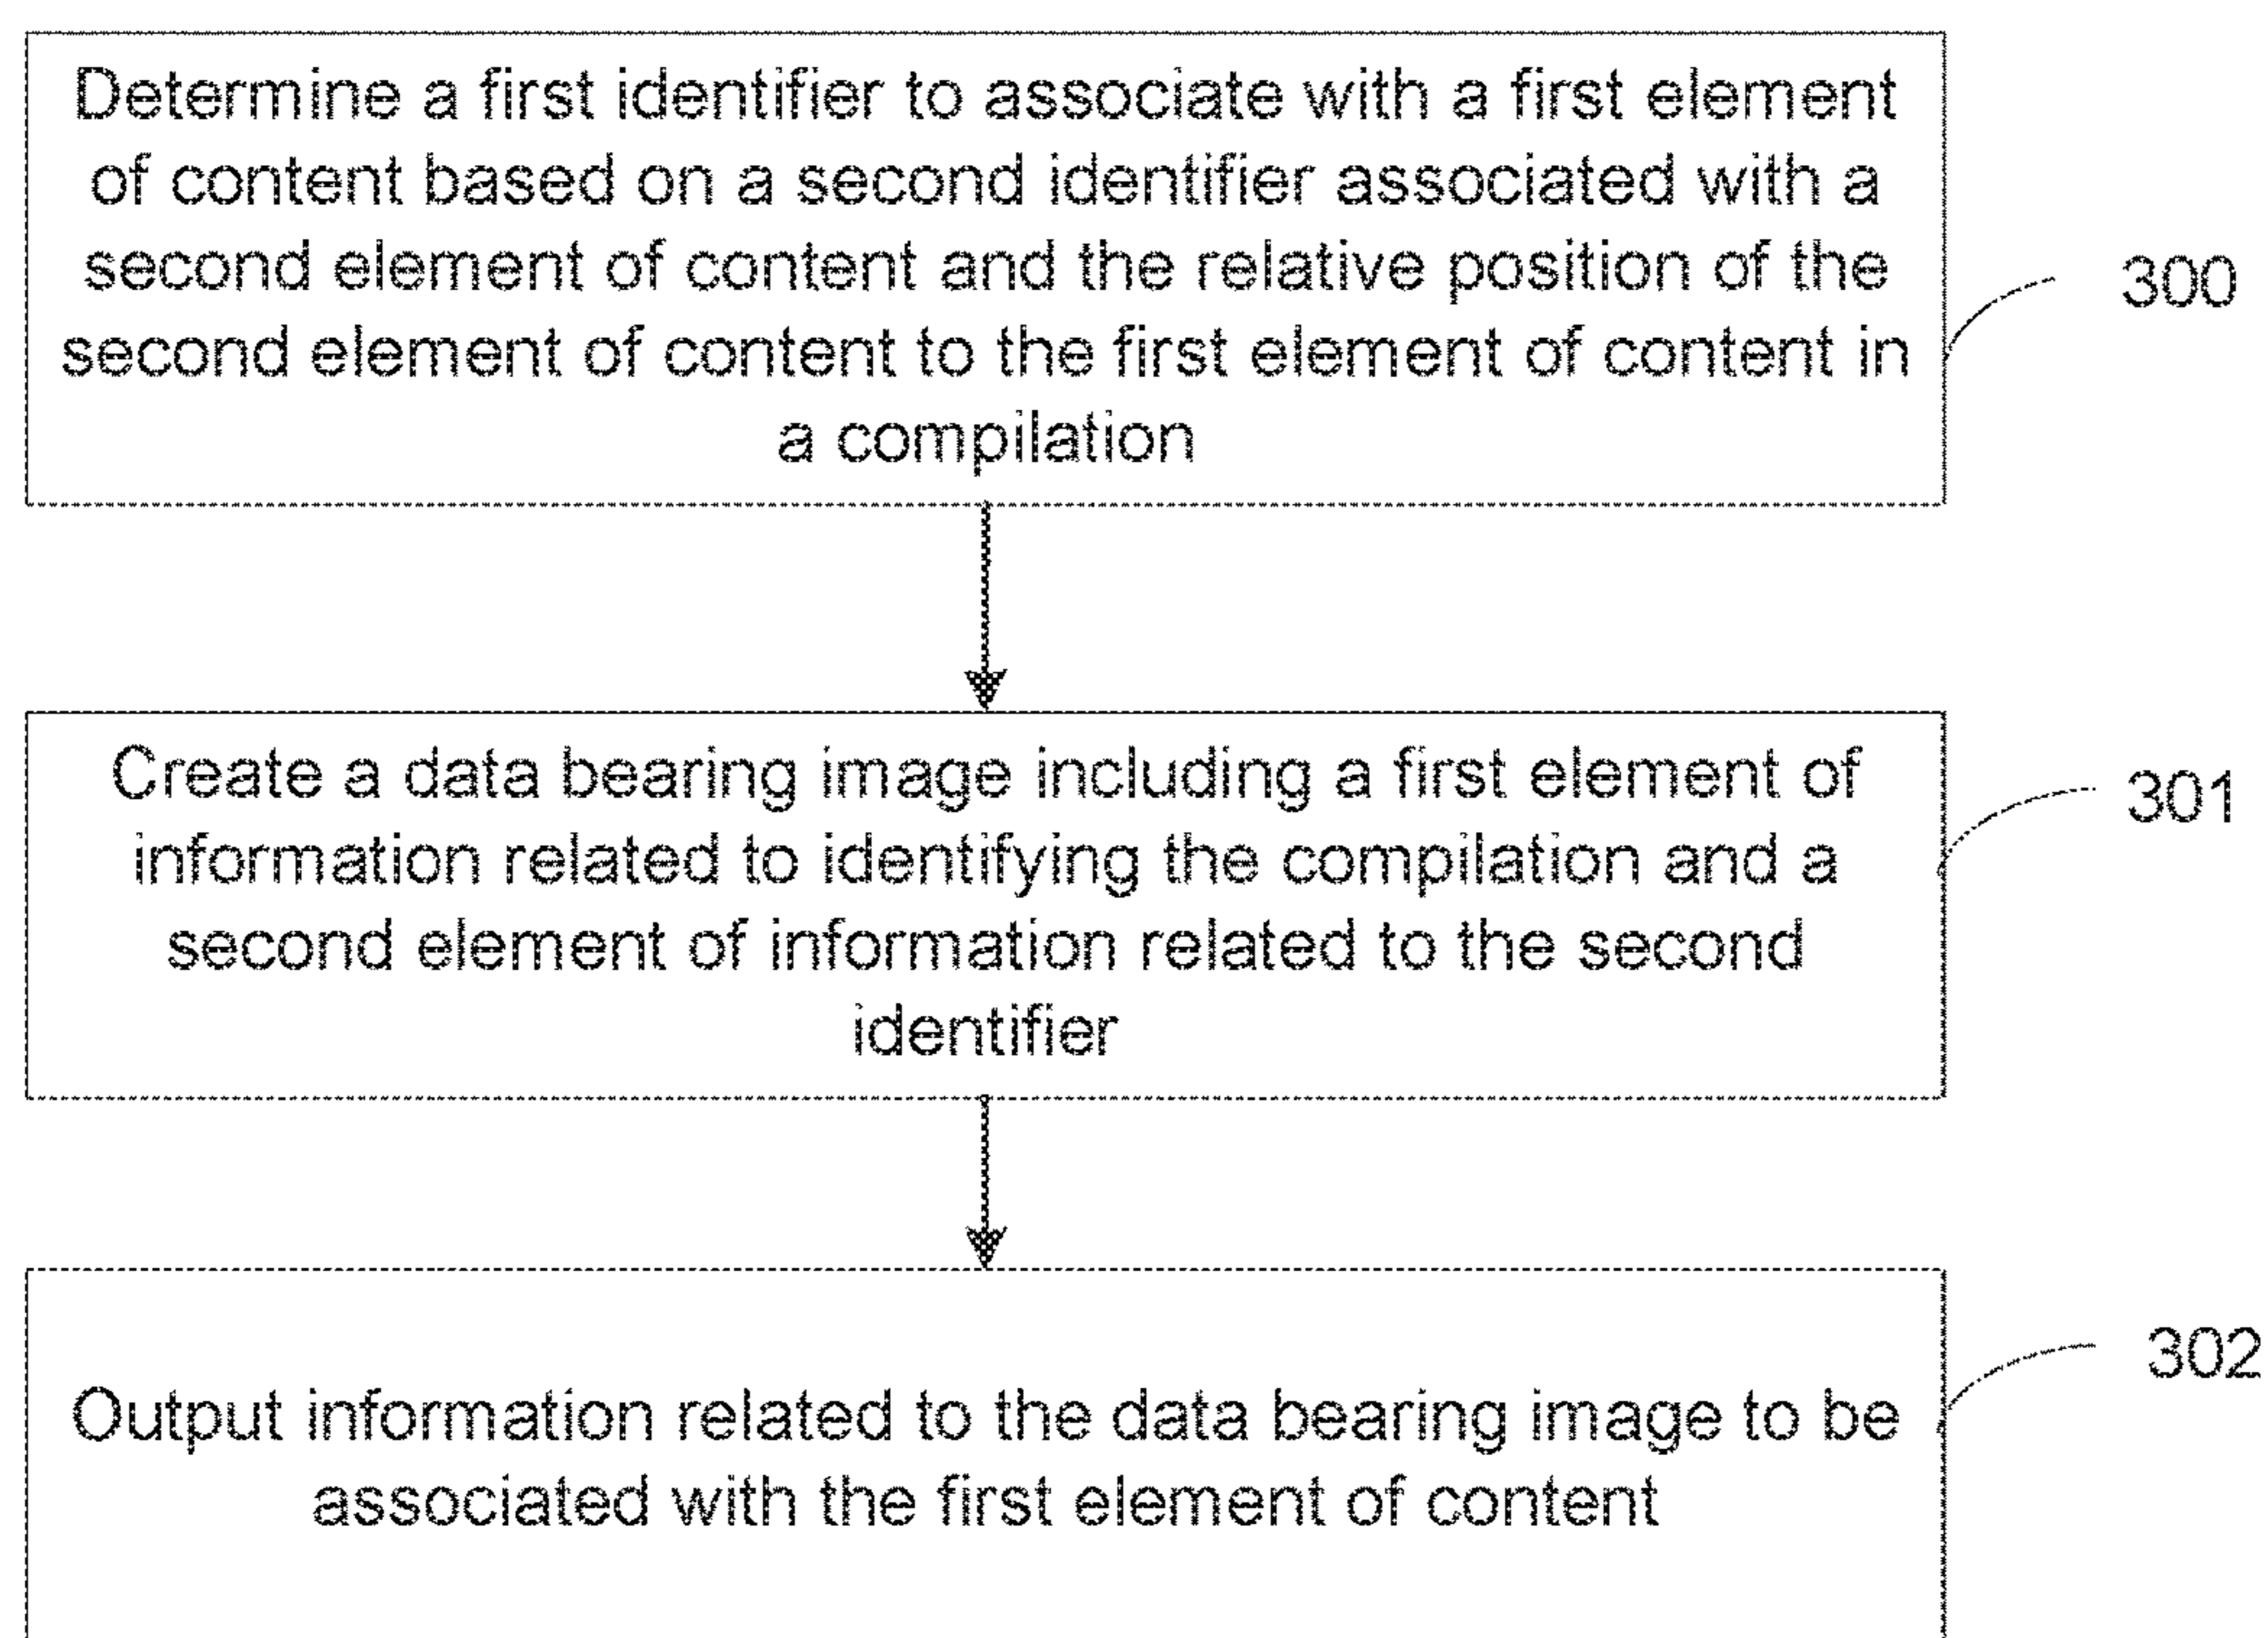 Determine a first identifier to associate with a first element
of content based on a second identifier associated with a
second element of content and the relative position of the
second element of content to the first element of content in
a compilation
300
Create a data bearing image including a first element of
information related to identifying the compilation and a
second element of information related to the second
identifier
301
Output information related to the data bearing image to be
associated with the first element of content
302